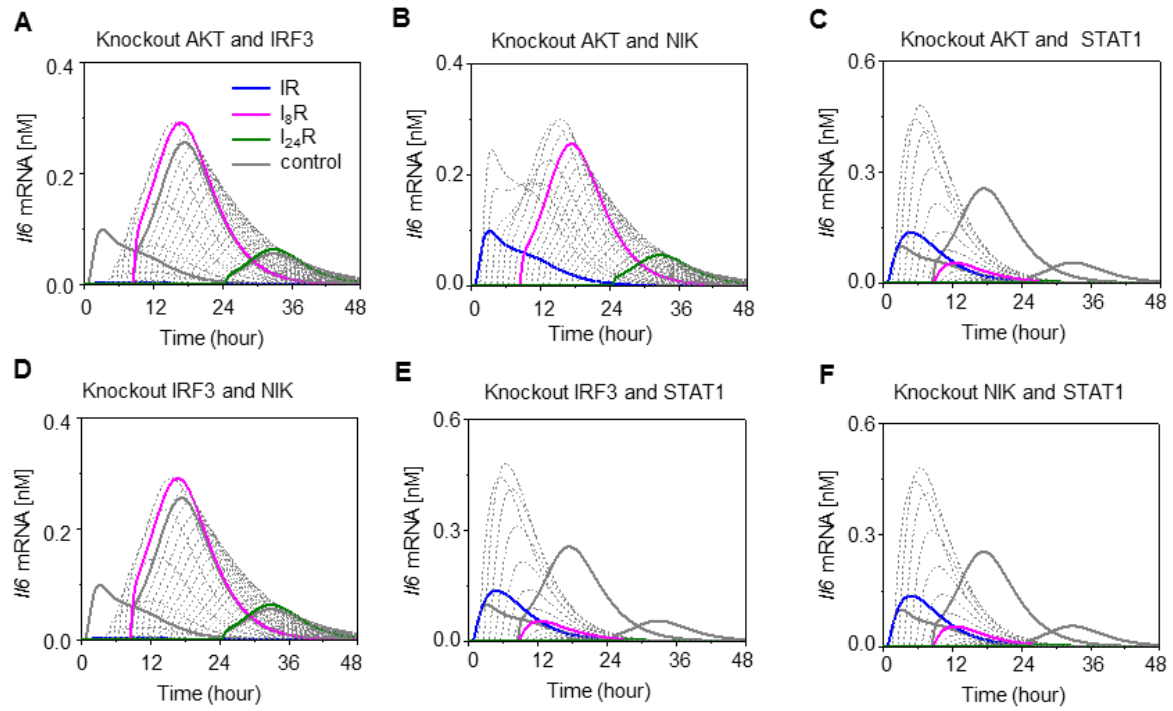 A
Knockout AKT and IRF3
0.4
0.2
0.0
Il6 mRNA [nM]
IR
I₈R
I₂₄R
control
0 12 24 36 48
Time (hour)
B
Knockout AKT and NIK
0.4
0.2
0.0
Il6 mRNA [nM]
0 12 24 36 48
Time (hour)
C
Knockout AKT and STAT1
0.6
0.3
0.0
Il6 mRNA [nM]
0 12 24 36 48
Time (hour)
D
Knockout IRF3 and NIK
0.4
0.2
0.0
Il6 mRNA [nM]
0 12 24 36 48
Time (hour)
E
Knockout IRF3 and STAT1
0.6
0.3
0.0
Il6 mRNA [nM]
0 12 24 36 48
Time (hour)
F
Knockout NIK and STAT1
0.6
0.3
0.0
Il6 mRNA [nM]
0 12 24 36 48
Time (hour)